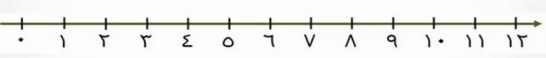 ٠ ١ ٢ ٣ ٤ ٥ ٦ ٧ ٨ ٩ ١٠ ١١ ١٢